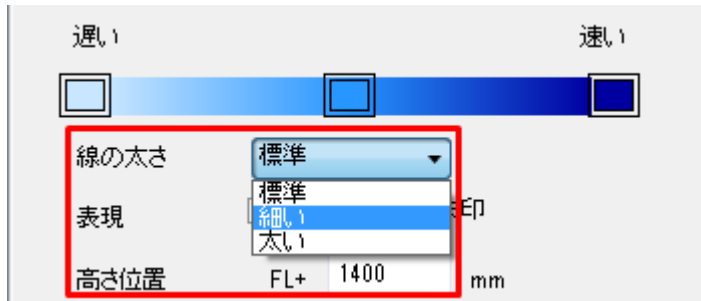 遅い 速い
線の太さ 標準
標準
表現 細い 印
太い
高さ位置 FL+ 1400 mm